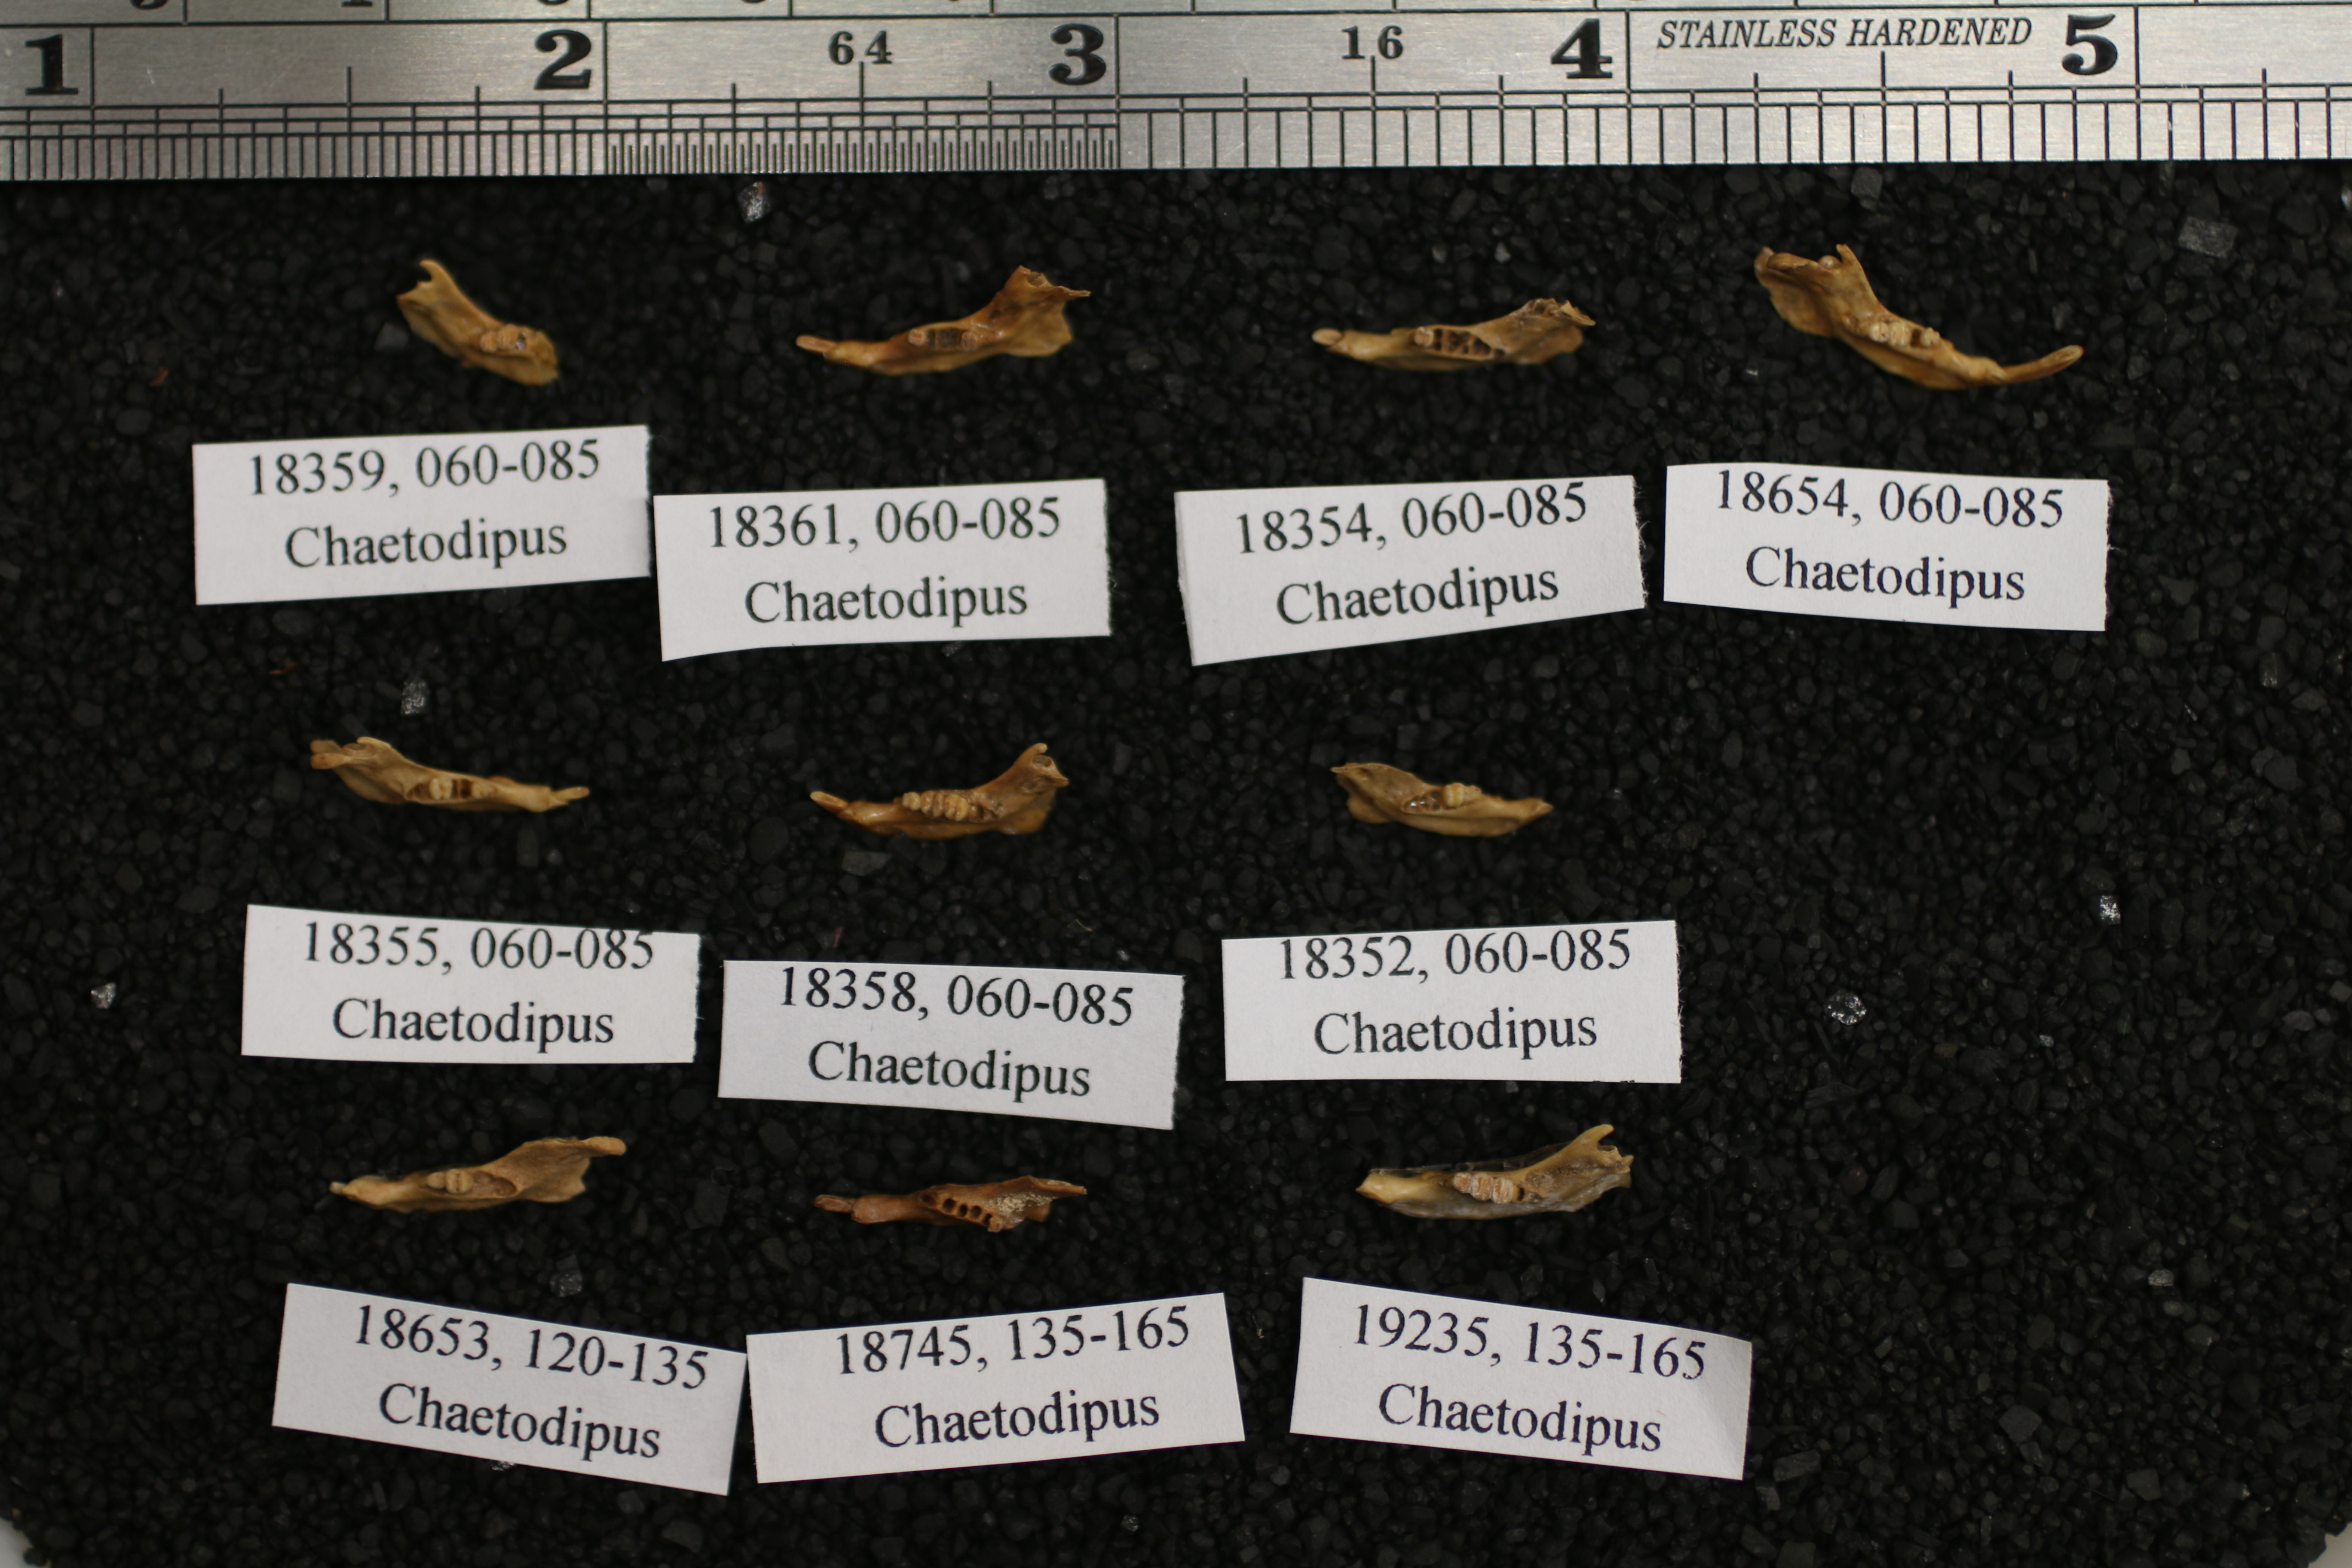 1 2 64 3 16 4 STAINLESS HARDENED 5
18359, 060-085
Chaetodipus
18361, 060-085
Chaetodipus
18354, 060-085
Chaetodipus
18654, 060-085
Chaetodipus
18355, 060-085
Chaetodipus
18358, 060-085
Chaetodipus
18352, 060-085
Chaetodipus
18653, 120-135
Chaetodipus
18745, 135-165
Chaetodipus
19235, 135-165
Chaetodipus